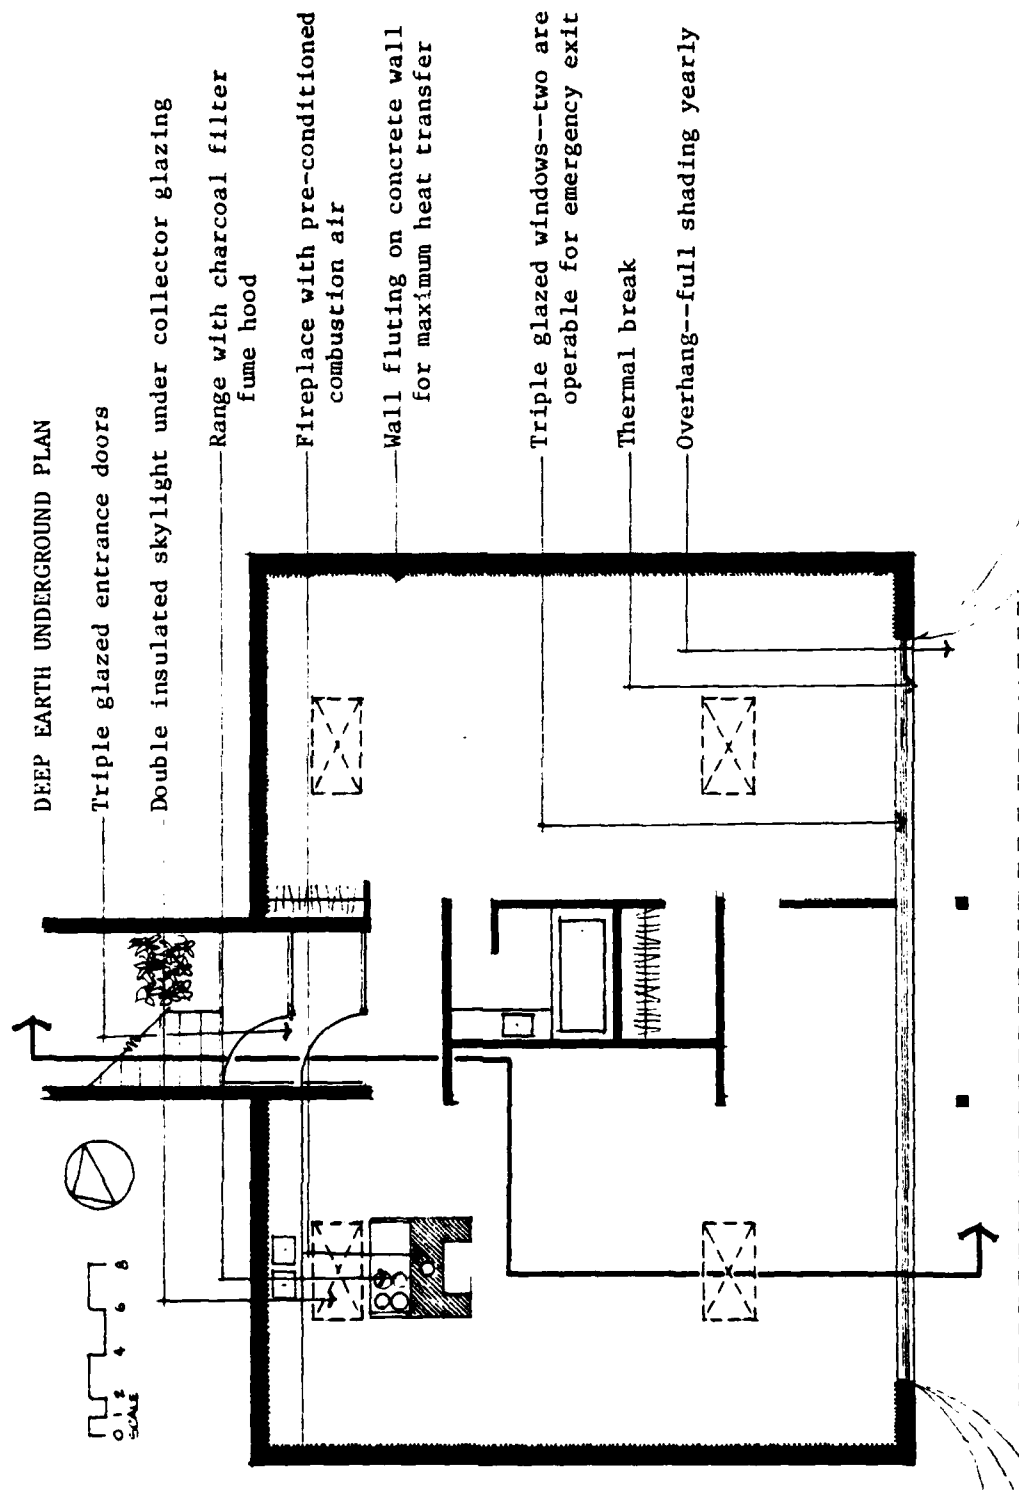 DEEP EARTH UNDERGROUND PLAN
Triple glazed entrance doors
Double insulated skylight under collector glazing
Range with charcoal filter
fume hood
Fireplace with pre-conditioned
combustion air
Wall fluting on concrete wall
for maximum heat transfer
Triple glazed windows--two are
operable for emergency exit
Thermal break
Overhang--full shading yearly
0 1 2 4 6 8
SCALE